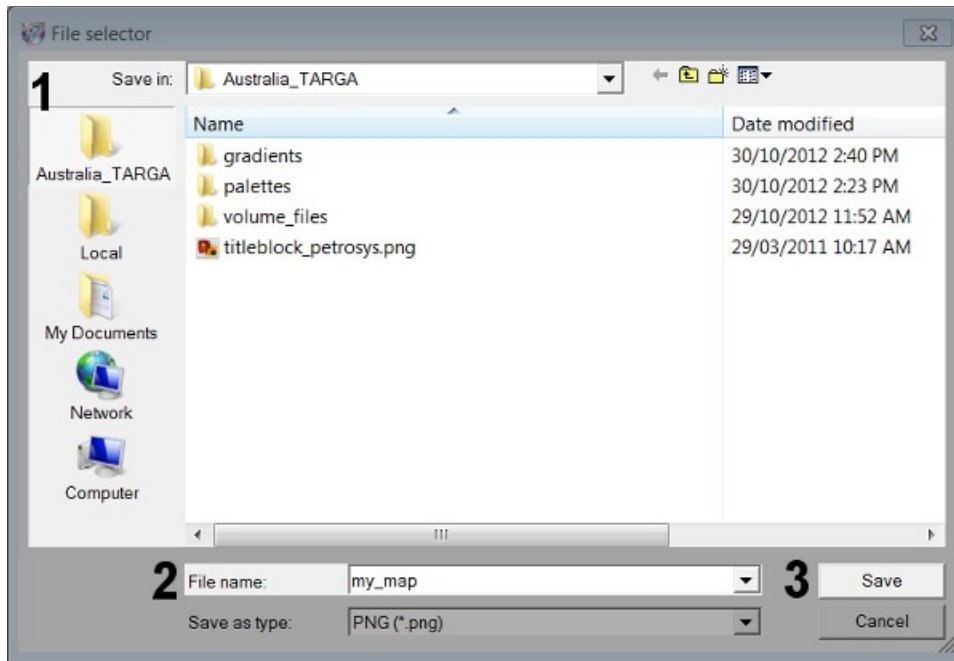 File selector
1
Save in: Australia_TARGA
Name Date modified
gradients 30/10/2012 2:40 PM
palettes 30/10/2012 2:23 PM
volume_files 29/10/2012 11:52 AM
titleblock_petrosys.png 29/03/2011 10:17 AM
Australia_TARGA
Local
My Documents
Network
Computer
2 File name: my_map 3 Save
Save as type: PNG (*.png) Cancel